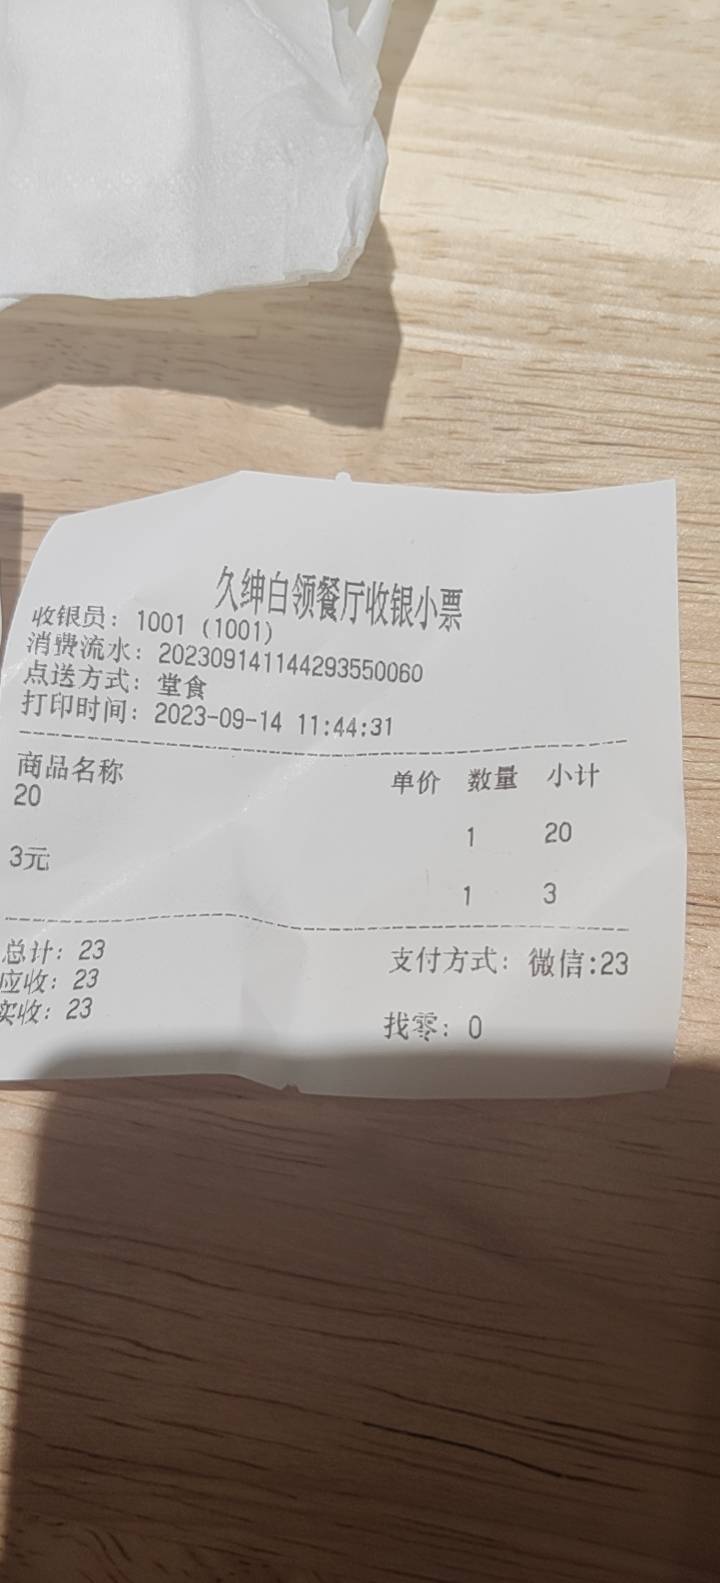 久绅白领餐厅收银小票
收银员：1001（1001）
消费流水：202309141144293550060
点送方式：堂食
打印时间：2023-09-14 11:44:31
商品名称 单价 数量 小计
20
1 20
3元
1 3
总计：23 支付方式：微信:23
应收：23
实收：23 找零：0